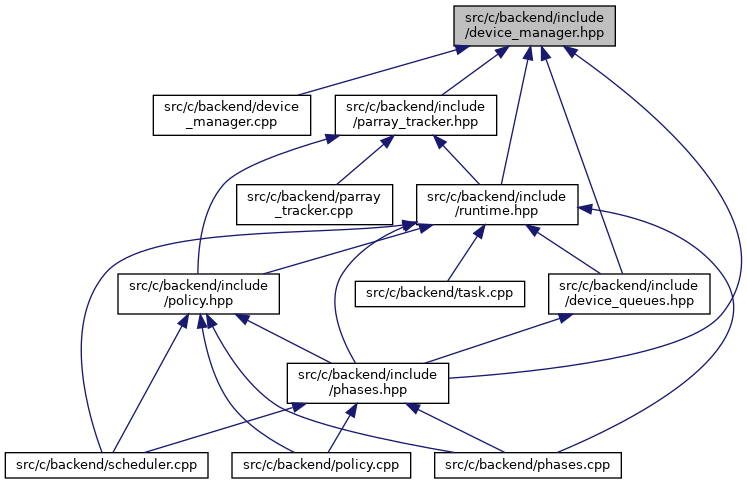 src/c/backend/include
/device_manager.hpp
src/c/backend/device
_manager.cpp
src/c/backend/include
/parray_tracker.hpp
src/c/backend/parray
_tracker.cpp
src/c/backend/include
/runtime.hpp
src/c/backend/include
/policy.hpp
src/c/backend/task.cpp
src/c/backend/include
/device_queues.hpp
src/c/backend/include
/phases.hpp
src/c/backend/scheduler.cpp
src/c/backend/policy.cpp
src/c/backend/phases.cpp